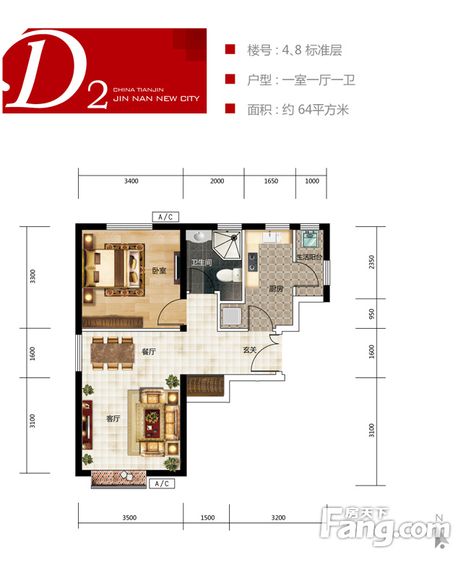 D2
CHINA TIANJIN
JIN NAN NEW CITY
楼号 : 4、8 标准层
户型 : 一室一厅一卫
面积 : 约 64平方米
3400 2000 1650 1000
A/C
3300
1600
3100
2350
950
1600
3100
卧室
卫生间
厨房
生活阳台
餐厅
玄关
客厅
A/C
3500 1500 3200
N
房天下
Fang.com